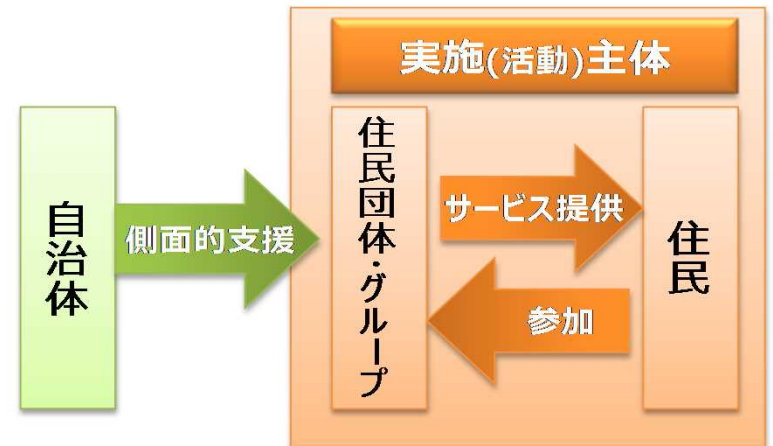 実施(活動)主体
自治体
側面的支援
住民団体・グループ
サービス提供
参加
住民